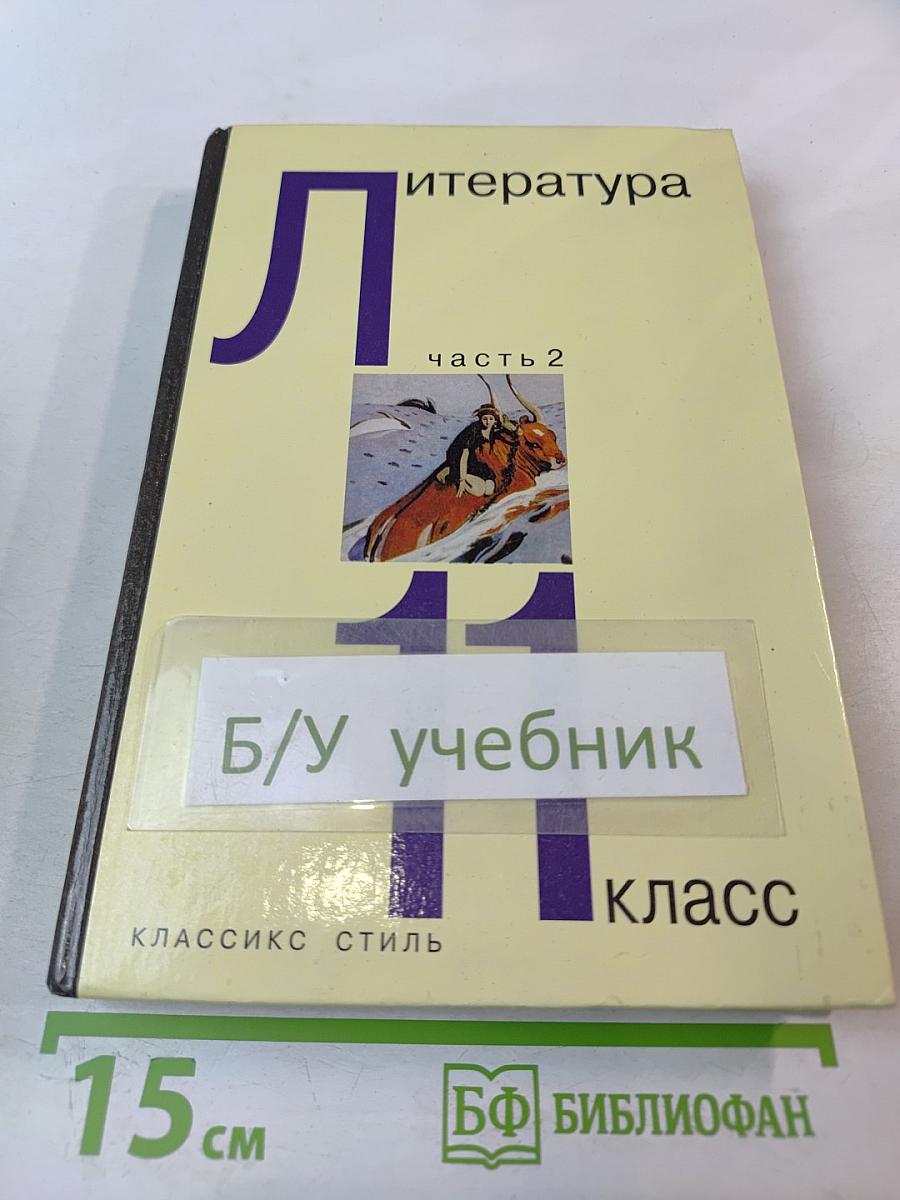 Литература
часть 2
11
Б/У учебник
класс
КЛАССИКС СТИЛЬ
15 см
БФ БИБЛИОФАН